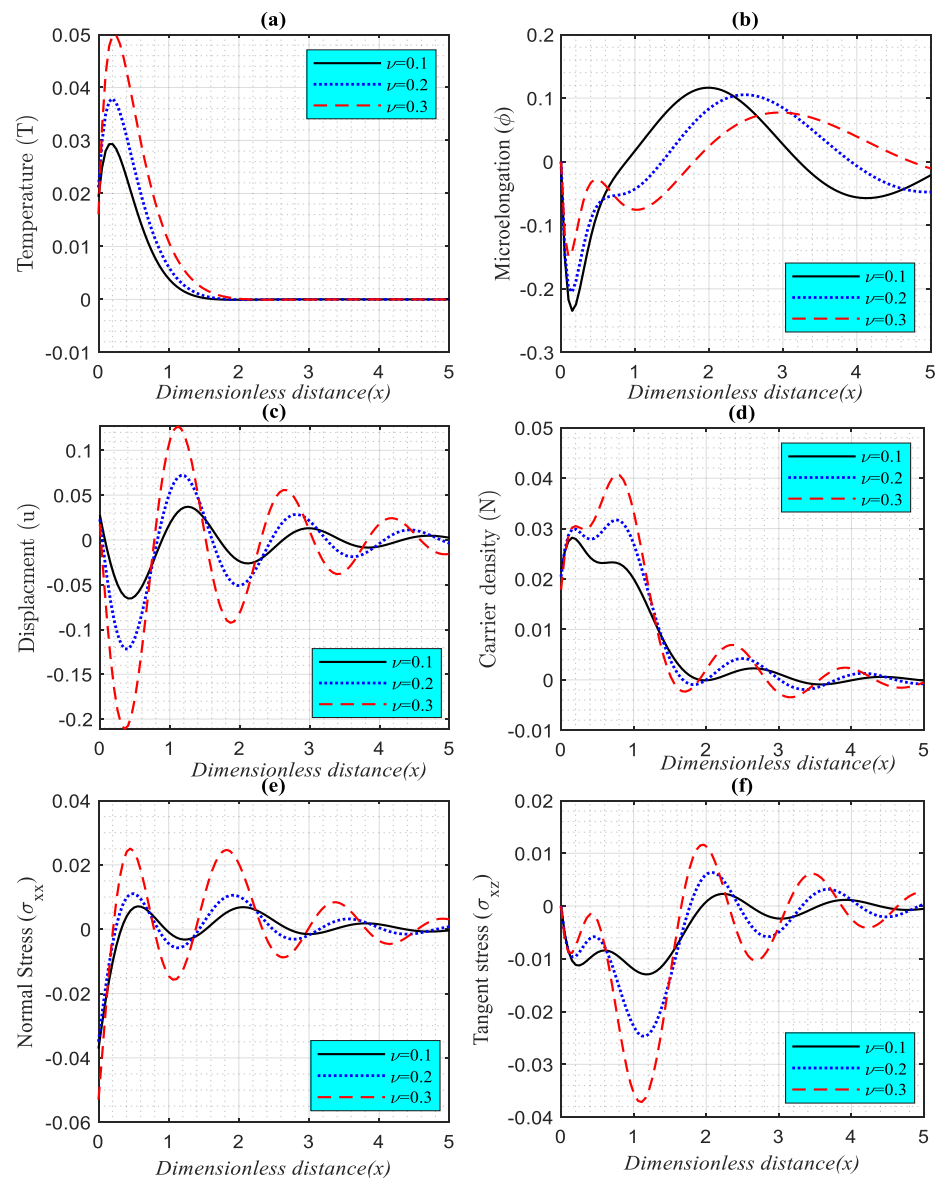 (a)
Temperature (T)
0.05
0.04
0.03
0.02
0.01
0
-0.01
ν=0.1
ν=0.2
ν=0.3
0 1 2 3 4 5
Dimensionless distance(x)
(b)
Microelongation (ϕ)
0.2
0.1
0
-0.1
-0.2
-0.3
ν=0.1
ν=0.2
ν=0.3
0 1 2 3 4 5
Dimensionless distance(x)
(c)
Displacment (u)
0.1
0.05
0
-0.05
-0.1
-0.15
-0.2
ν=0.1
ν=0.2
ν=0.3
0 1 2 3 4 5
Dimensionless distance(x)
(d)
Carrier density (N)
0.05
0.04
0.03
0.02
0.01
0
-0.01
ν=0.1
ν=0.2
ν=0.3
0 1 2 3 4 5
Dimensionless distance(x)
(e)
Normal Stress (σxx)
0.04
0.02
0
-0.02
-0.04
-0.06
ν=0.1
ν=0.2
ν=0.3
0 1 2 3 4 5
Dimensionless distance(x)
(f)
Tangent stress (σxz)
0.02
0.01
0
-0.01
-0.02
-0.03
-0.04
ν=0.1
ν=0.2
ν=0.3
0 1 2 3 4 5
Dimensionless distance(x)